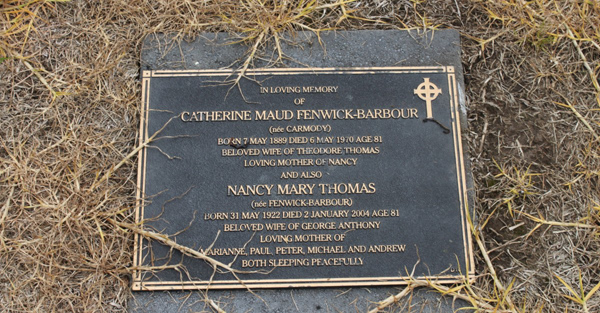 IN LOVING MEMORY
OF
CATHERINE MAUD FENWICK-BARBOUR
(née CARMODY)
BORN 7 MAY 1889 DIED 6 MAY 1970 AGE 81
BELOVED WIFE OF THEODORE THOMAS
LOVING MOTHER OF NANCY
AND ALSO
NANCY MARY THOMAS
(née FENWICK-BARBOUR)
BORN 31 MAY 1922 DIED 2 JANUARY 2004 AGE 81
BELOVED WIFE OF GEORGE ANTHONY
LOVING MOTHER OF
MARIANNE, PAUL, PETER, MICHAEL AND ANDREW
BOTH SLEEPING PEACEFULLY